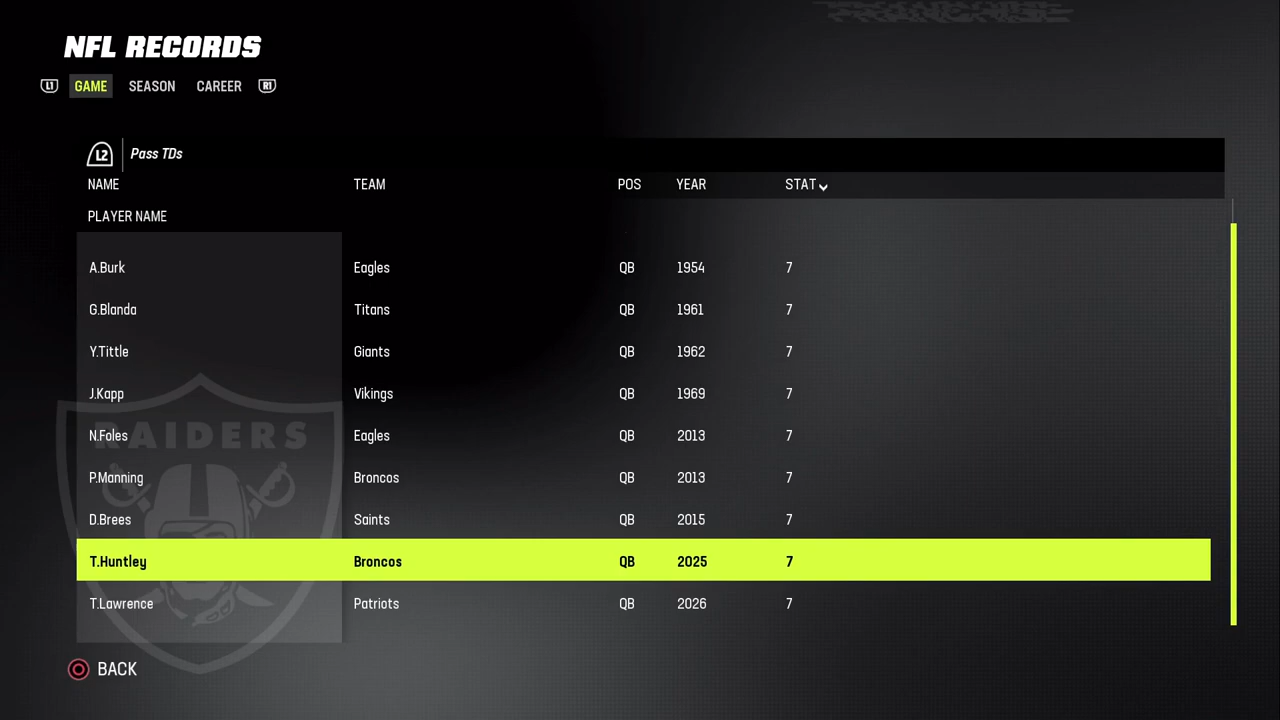 NFL RECORDS
L1 GAME SEASON CAREER R1
L2 Pass TDs
NAME TEAM POS YEAR STAT
PLAYER NAME
A.Burk Eagles QB 1954 7
G.Blanda Titans QB 1961 7
Y.Tittle Giants QB 1962 7
J.Kapp Vikings QB 1969 7
RAIDERS
N.Foles Eagles QB 2013 7
P.Manning Broncos QB 2013 7
D.Brees Saints QB 2015 7
T.Huntley Broncos QB 2025 7
T.Lawrence Patriots QB 2026 7
BACK